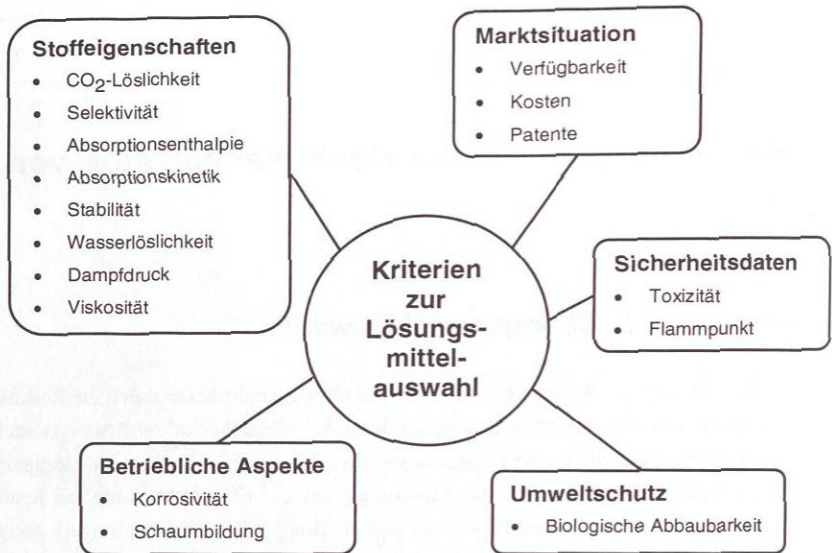 Stoffeigenschaften
• CO₂-Löslichkeit
• Selektivität
• Absorptionsenthalpie
• Absorptionskinetik
• Stabilität
• Wasserlöslichkeit
• Dampfdruck
• Viskosität
Marktsituation
• Verfügbarkeit
• Kosten
• Patente
Kriterien
zur
Lösungs-
mittel-
auswahl
Sicherheitsdaten
• Toxizität
• Flammpunkt
Betriebliche Aspekte
• Korrosivität
• Schaumbildung
Umweltschutz
• Biologische Abbaubarkeit